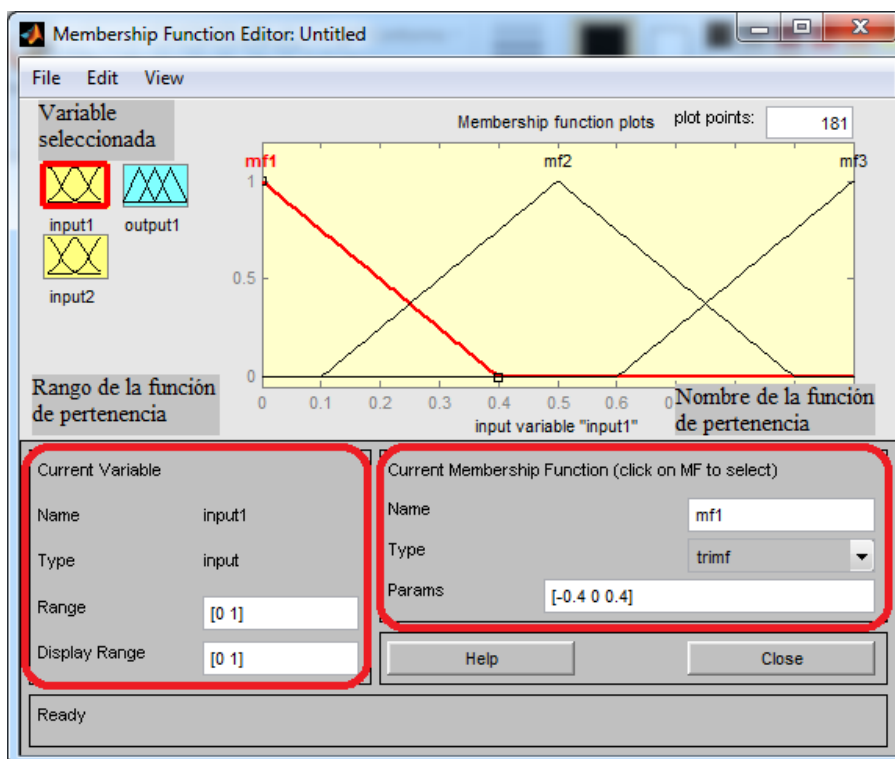 Membership Function Editor: Untitled
File Edit View
Variable
seleccionada
Membership function plots plot points: 181
mf1 mf2 mf3
1
input1 output1
0.5
input2
0
Rango de la función
de pertenencia
0 0.1 0.2 0.3 0.4 0.5 0.6 0
input variable "input1"
Nombre de la función
de pertenencia
Current Variable
Name input1
Type input
Range [0 1]
Display Range [0 1]
Current Membership Function (click on MF to select)
Name mf1
Type trimf
Params [-0.4 0 0.4]
Help Close
Ready